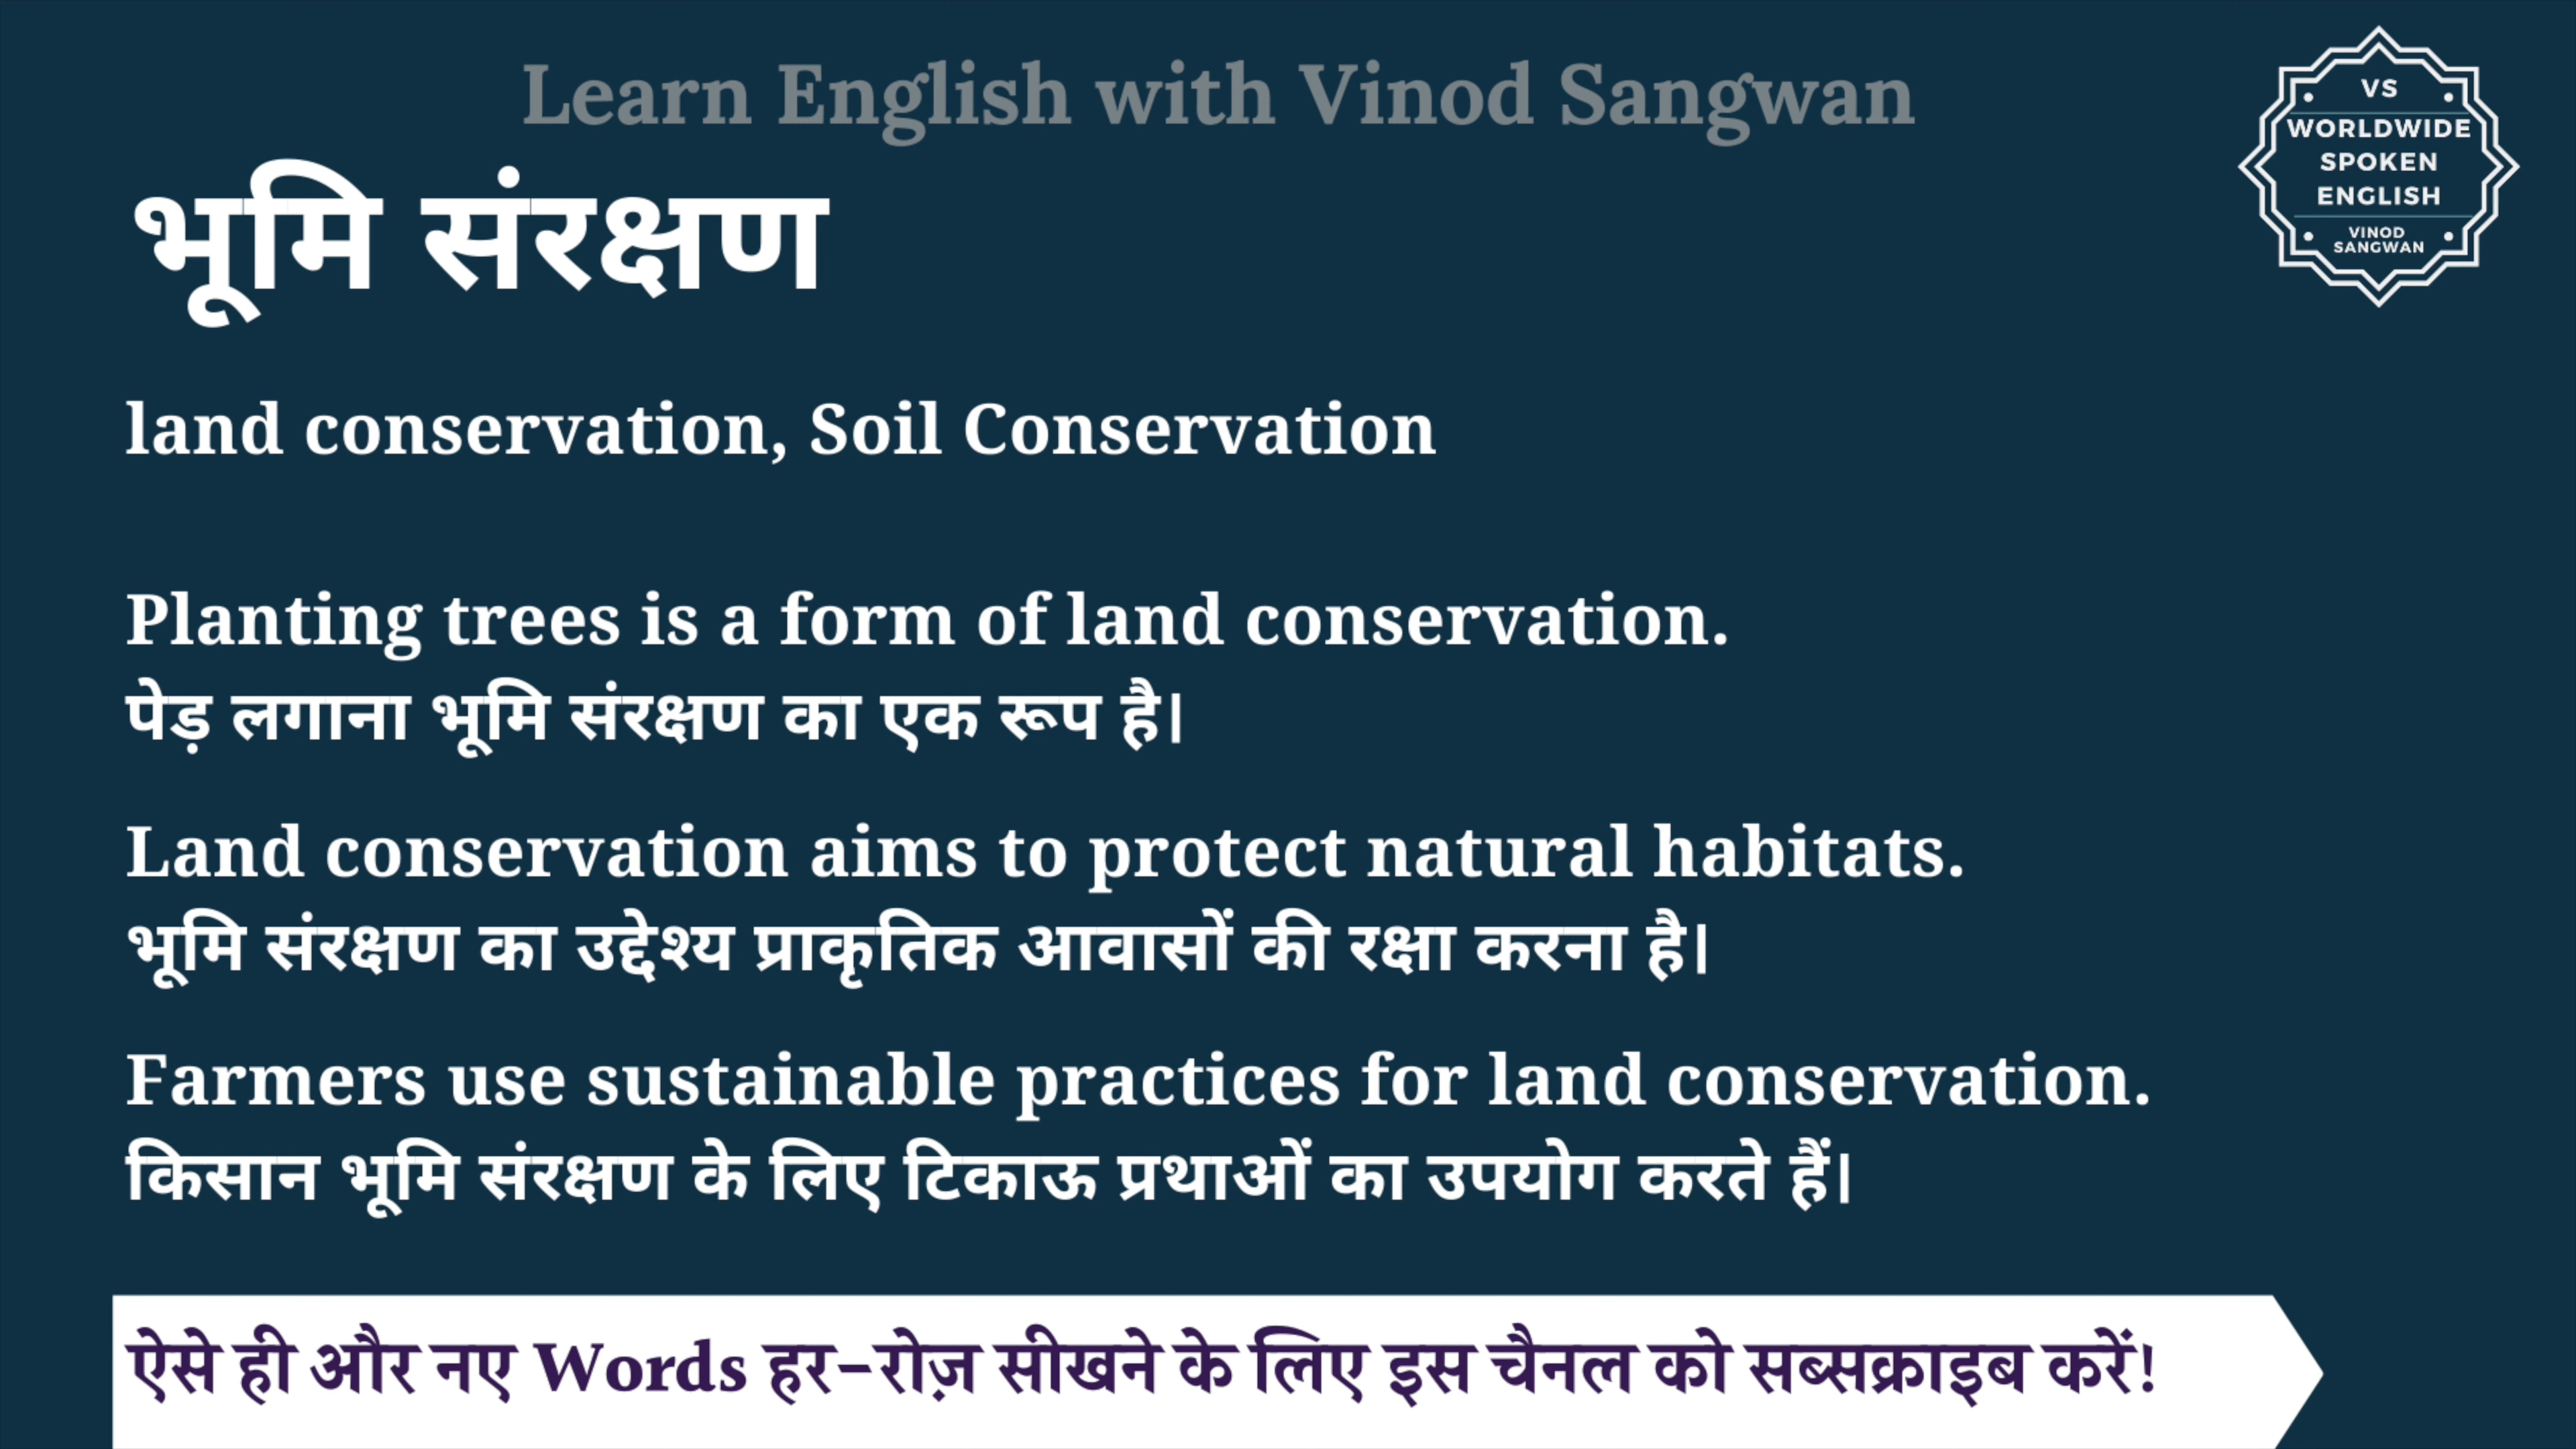 Learn English with Vinod Sangwan
VS
WORLDWIDE
SPOKEN
ENGLISH
VINOD
SANGWAN
भूमि संरक्षण
land conservation, Soil Conservation
Planting trees is a form of land conservation.
पेड़ लगाना भूमि संरक्षण का एक रूप है।
Land conservation aims to protect natural habitats.
भूमि संरक्षण का उद्देश्य प्राकृतिक आवासों की रक्षा करना है।
Farmers use sustainable practices for land conservation.
किसान भूमि संरक्षण के लिए टिकाऊ प्रथाओं का उपयोग करते हैं।
ऐसे ही और नए Words हर-रोज़ सीखने के लिए इस चैनल को सब्सक्राइब करें!